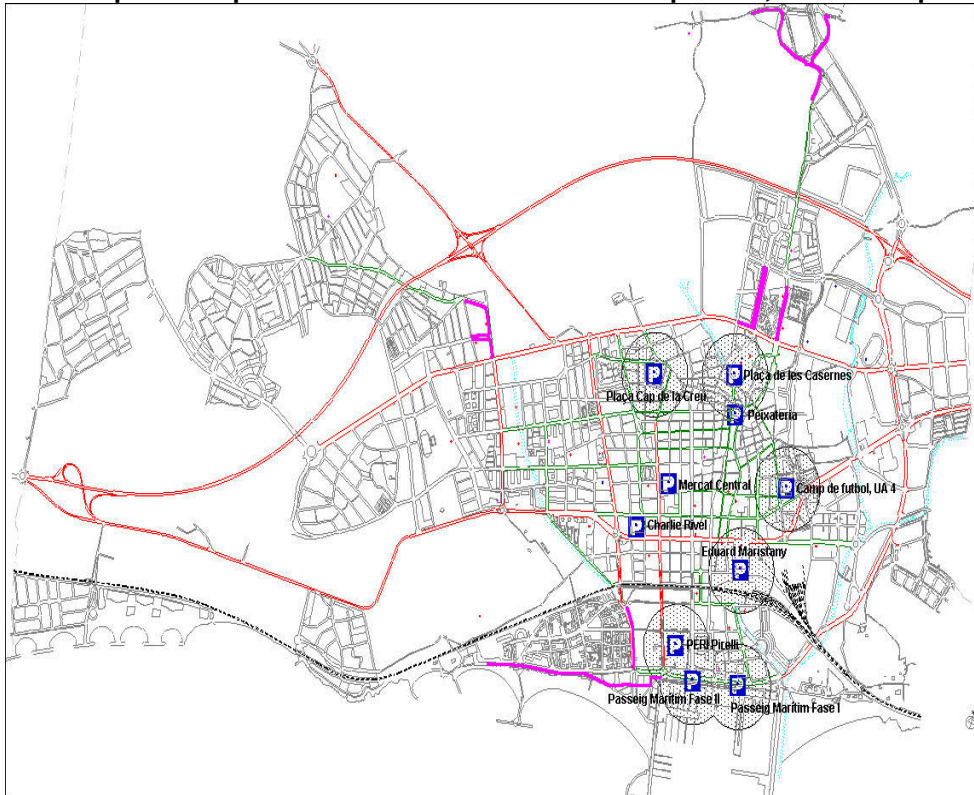 Plaça de les Casernes
Plaça Cap de la Creu
Peixateria
Mercat Central
Camp de futbol, UA 4
Charlie Rivel
Eduard Maristany
PERI Pirelli
Passeig Marítim Fase II
Passeig Marítim Fase I